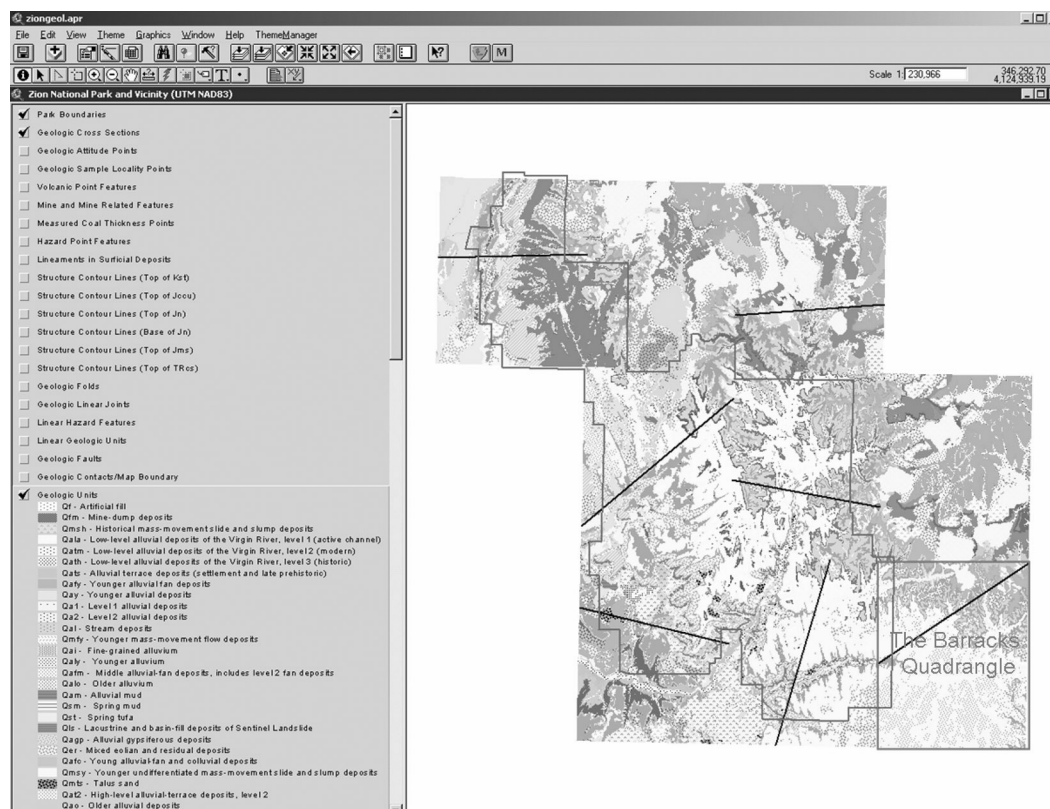 ziongeol.apr
File Edit View Theme Graphics Window Help ThemeManager
M
T
Scale 1: 230,966
346,292.70
4,124,939.19
Zion National Park and Vicinity (UTM NAD83)
Park Boundaries
Geologic Cross Sections
Geologic Attitude Points
Geologic Sample Locality Points
Volcanic Point Features
Mine and Mine Related Features
Measured Coal Thickness Points
Hazard Point Features
Lineaments in Surficial Deposits
Structure Contour Lines (Top of Kst)
Structure Contour Lines (Top of Jccu)
Structure Contour Lines (Top of Jn)
Structure Contour Lines (Base of Jn)
Structure Contour Lines (Top of Jms)
Structure Contour Lines (Top of TRcs)
Geologic Folds
Geologic Linear Joints
Linear Hazard Features
Linear Geologic Units
Geologic Faults
Geologic Contacts/Map Boundary
Geologic Units
Qf - Artificial fill
Qfm - Mine-dump deposits
Qmsh - Historical mass-movement slide and slump deposits
Qala - Low-level alluvial deposits of the Virgin River, level 1 (active channel)
Qatm - Low-level alluvial deposits of the Virgin River, level 2 (modern)
Qath - Low-level alluvial deposits of the Virgin River, level 3 (historic)
Qats - Alluvial terrace deposits (settlement and late prehistoric)
Qafy - Younger alluvial fan deposits
Qay - Younger alluvial deposits
Qa1 - Level 1 alluvial deposits
Qa2 - Level 2 alluvial deposits
Qal - Stream deposits
Qmfy - Younger mass-movement flow deposits
Qai - Fine-grained alluvium
Qaly - Younger alluvium
Qafm - Middle alluvial-fan deposits, includes level 2 fan deposits
Qalo - Older alluvium
Qam - Alluvial mud
Qsm - Spring mud
Qst - Spring tufa
Qls - Lacustrine and basin-fill deposits of Sentinel Landslide
Qagp - Alluvial gypsiferous deposits
Qer - Mixed eolian and residual deposits
Qafc - Young alluvial-fan and colluvial deposits
Qmsy - Younger undifferentiated mass-movement slide and slump deposits
Qmts - Talus sand
Qat2 - High-level alluvial-terrace deposits, level 2
Qao - Older alluvial deposits
The Barracks
Quadrangle